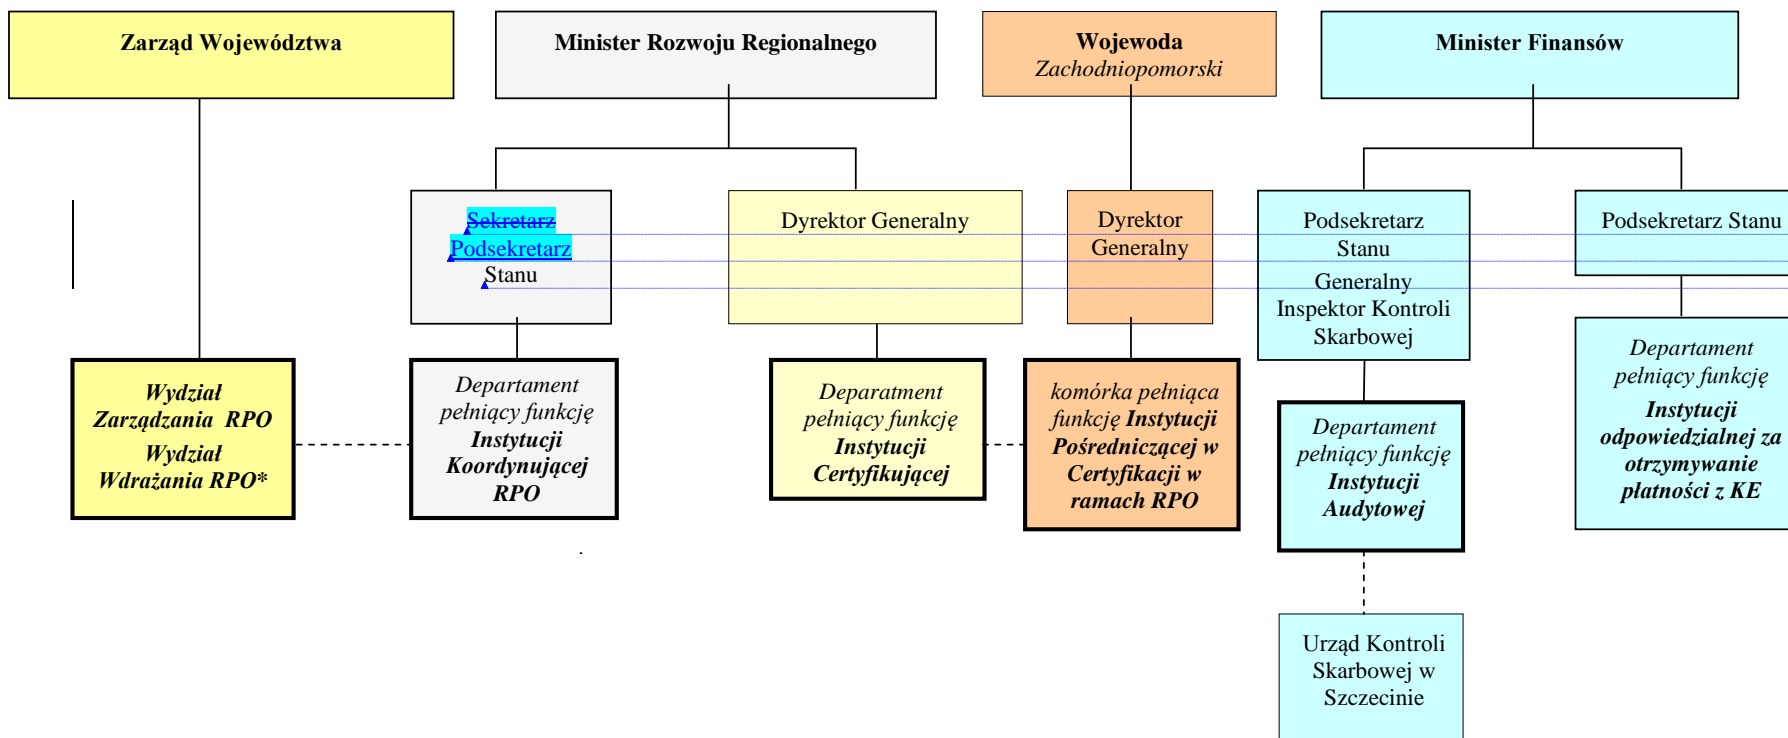 Zarząd Województwa
Minister Rozwoju Regionalnego
Wojewoda
Zachodniopomorski
Minister Finansów
Sekretarz
Podsekretarz
Stanu
Dyrektor Generalny
Dyrektor
Generalny
Podsekretarz
Stanu
Generalny
Inspektor Kontroli
Skarbowej
Podsekretarz Stanu
Wydział
Zarządzania RPO
Wydział
Wdrażania RPO*
Departament
pełniący funkcję
Instytucji
Koordynującej
RPO
Deparatment
pełniący funkcję
Instytucji
Certyfikującej
komórka pełniąca
funkcję Instytucji
Pośredniczącej w
Certyfikacji w
ramach RPO
Departament
pełniący funkcję
Instytucji
Audytowej
Departament
pełniący funkcję
Instytucji
odpowiedzialnej za
otrzymywanie
płatności z KE
Urząd Kontroli
Skarbowej w
Szczecinie